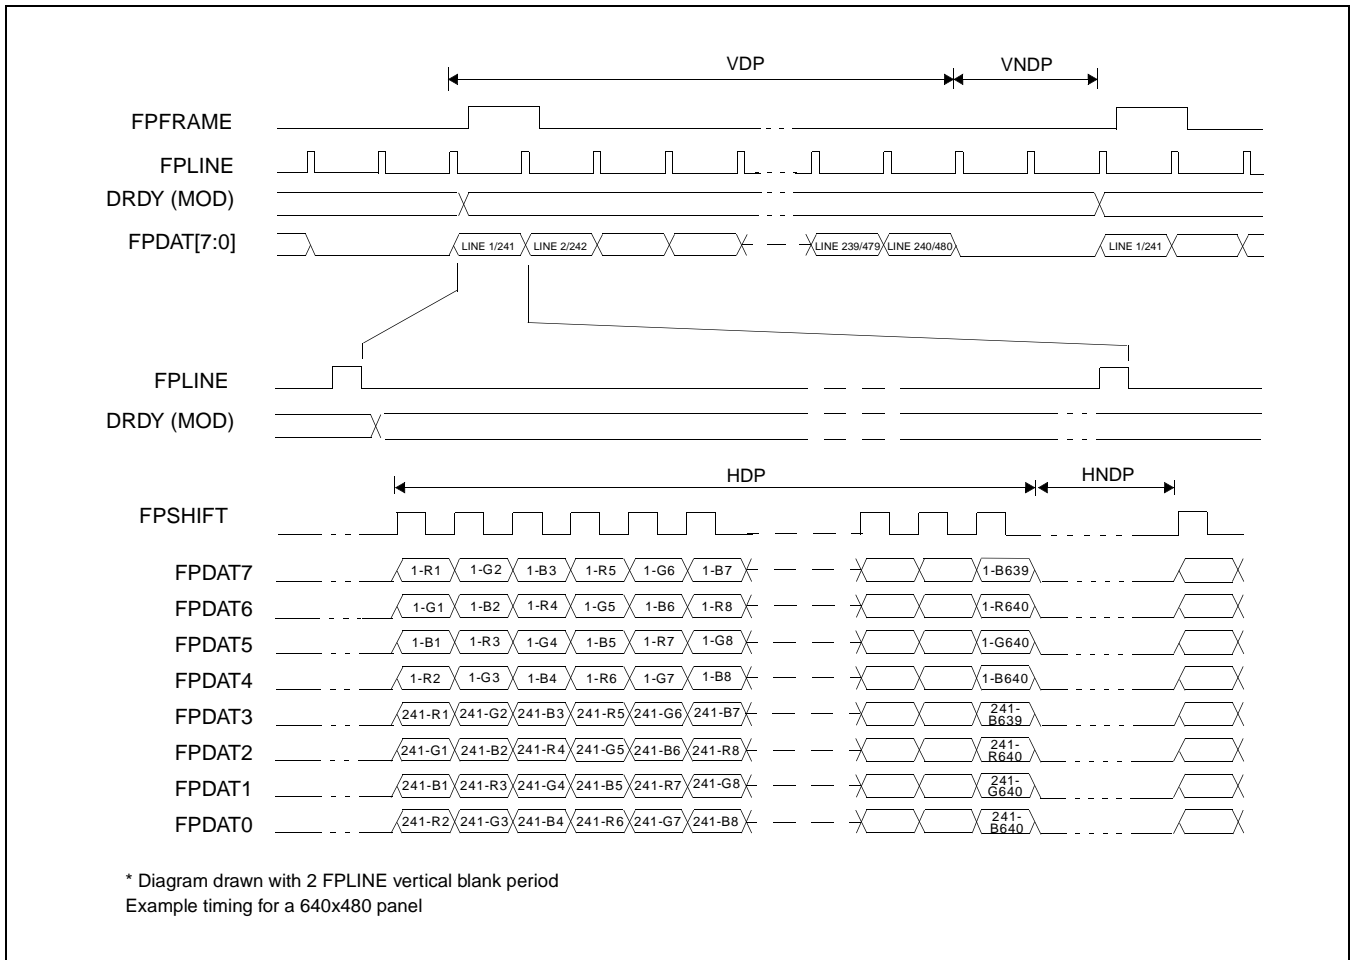 VDP VNDP
FPFRAME
FPLINE
DRDY (MOD)
FPDAT[7:0] LINE 1/241 LINE 2/242 LINE 239/479 LINE 240/480 LINE 1/241
FPLINE
DRDY (MOD)
HDP HNDP
FPSHIFT
FPDAT7 1-R1 1-G2 1-B3 1-R5 1-G6 1-B7 1-B639
FPDAT6 1-G1 1-B2 1-R4 1-G5 1-B6 1-R8 1-R640
FPDAT5 1-B1 1-R3 1-G4 1-B5 1-R7 1-G8 1-G640
FPDAT4 1-R2 1-G3 1-B4 1-R6 1-G7 1-B8 1-B640
FPDAT3 241-R1 241-G2 241-B3 241-R5 241-G6 241-B7 241-B639
FPDAT2 241-G1 241-B2 241-R4 241-G5 241-B6 241-R8 241-R640
FPDAT1 241-B1 241-R3 241-G4 241-B5 241-R7 241-G8 241-G640
FPDAT0 241-R2 241-G3 241-B4 241-R6 241-G7 241-B8 241-B640
* Diagram drawn with 2 FPLINE vertical blank period
Example timing for a 640x480 panel